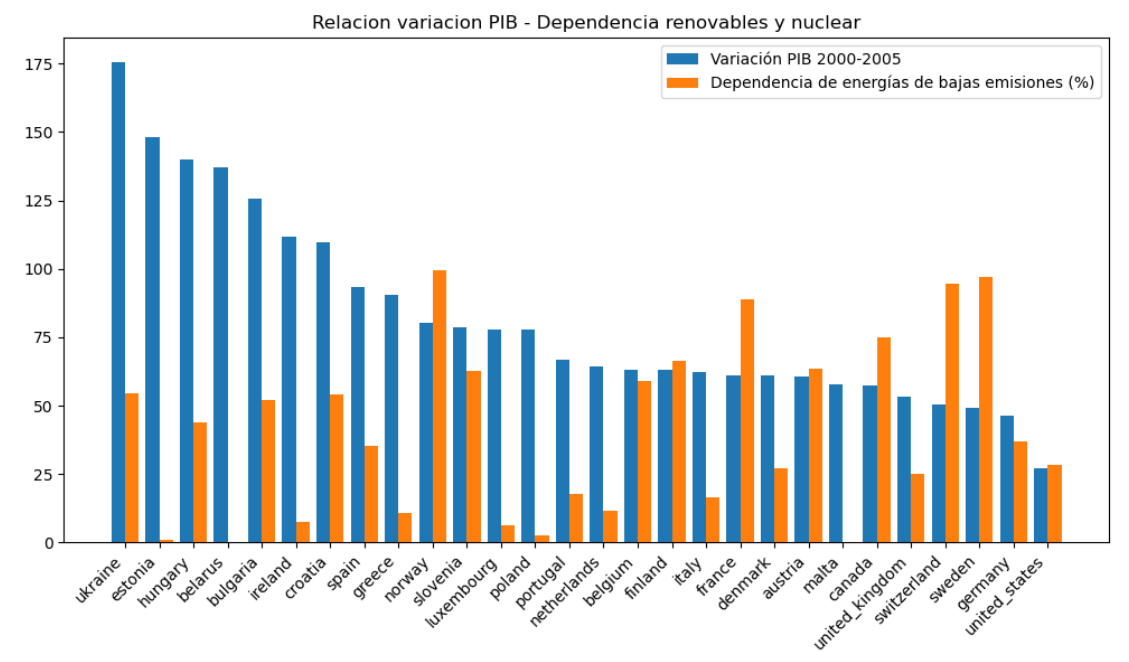 Relacion variacion PIB - Dependencia renovables y nuclear
Variación PIB 2000-2005
Dependencia de energías de bajas emisiones (%)
175
150
125
100
75
50
25
0
ukraine
estonia
hungary
belarus
bulgaria
ireland
croatia
spain
greece
norway
slovenia
luxembourg
poland
portugal
netherlands
belgium
finland
italy
france
denmark
austria
malta
canada
united_kingdom
switzerland
sweden
germany
united_states